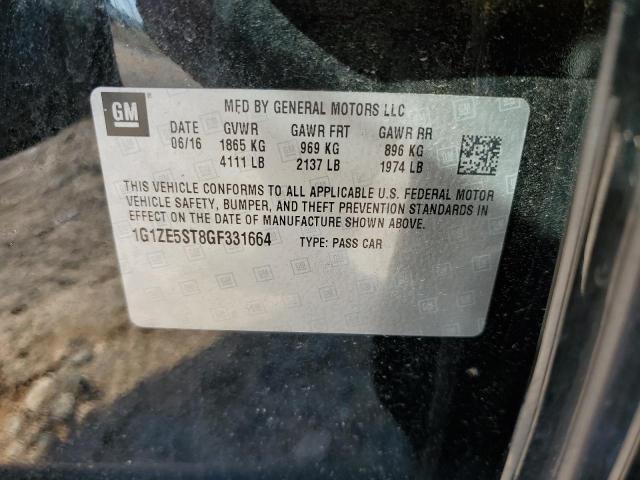 GM ®
MFD BY GENERAL MOTORS LLC
DATE GVWR GAWR FRT GAWR RR
06/16 1865 KG 969 KG 896 KG
4111 LB 2137 LB 1974 LB
THIS VEHICLE CONFORMS TO ALL APPLICABLE U.S. FEDERAL MOTOR
VEHICLE SAFETY, BUMPER, AND THEFT PREVENTION STANDARDS IN
EFFECT ON THE DATE OF MANUFACTURE SHOWN ABOVE.
1G1ZE5ST8GF331664 TYPE: PASS CAR